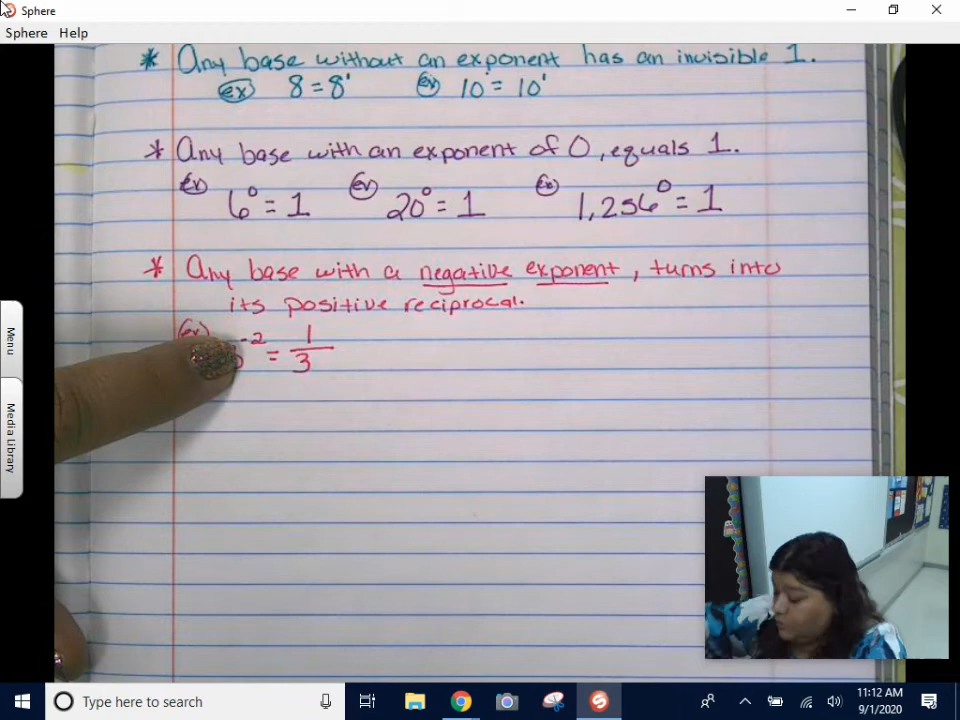 Sphere
Sphere Help
* Any base without an exponent has an invisible 1.
ex 8 = 8¹ ex 10 = 10¹
* Any base with an exponent of 0, equals 1.
ex 6⁰ = 1 ex 20⁰ = 1 ex 1,256⁰ = 1
* Any base with a negative exponent, turns into
its positive reciprocal.
ex ⁻² = 1/3
Menu
Media Library
Type here to search
11:12 AM
9/1/2020